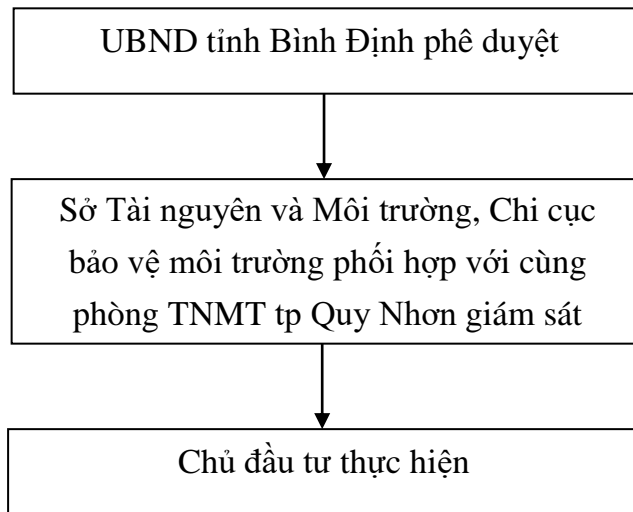 UBND tỉnh Bình Định phê duyệt
Sở Tài nguyên và Môi trường, Chi cục
bảo vệ môi trường phối hợp với cùng
phòng TNMT tp Quy Nhơn giám sát
Chủ đầu tư thực hiện